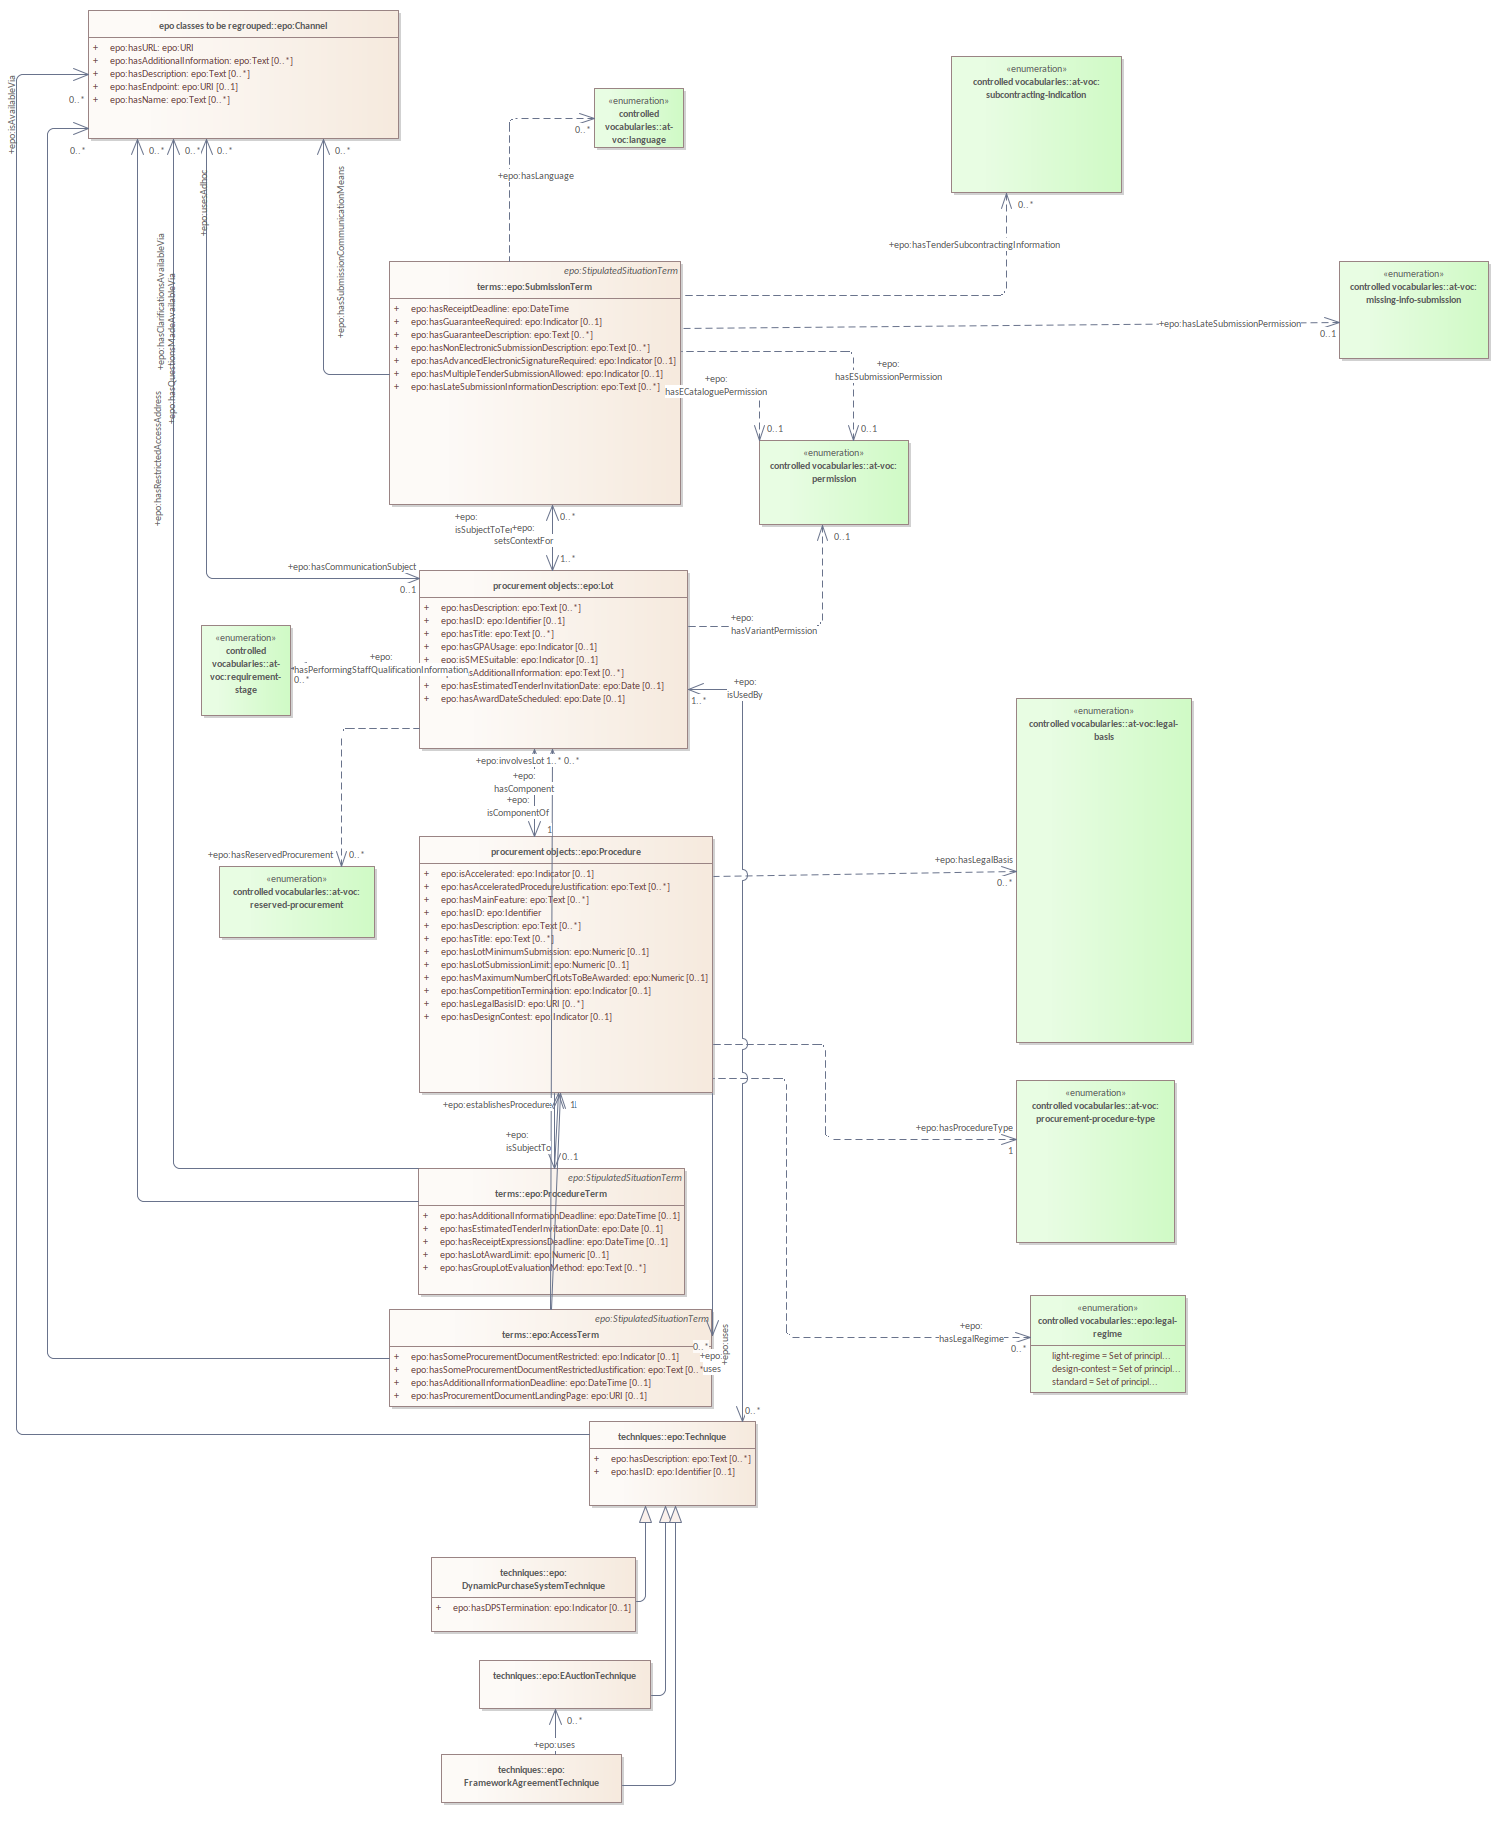 epo classes to be regrouped::epo:Channel
+ epo:hasURL: epo:URI
+ epo:hasAdditionalInformation: epo:Text [0..*]
+ epo:hasDescription: epo:Text [0..*]
+ epo:hasEndpoint: epo:URI [0..1]
+ epo:hasName: epo:Text [0..*]
+epo:isAvailableVia
0..*
0..*
0..*
0..*
0..*
0..*
+epo:usesAdhoc
+epo:hasSubmissionCommunicationMeans
+epo:hasClarificationsAvailableVia
+epo:hasQuestionsMadeAvailableVia
+epo:hasRestrictedAccessAddress
«enumeration»
controlled
vocabularies::at-
voc:language
0..*
+epo:hasLanguage
«enumeration»
controlled vocabularies::at-voc:
subcontracting-indication
0..*
+epo:hasTenderSubcontractingInformation
«enumeration»
controlled vocabularies::at-voc:
missing-info-submission
+epo:hasLateSubmissionPermission
0..1
epo:StipulatedSituationTerm
terms::epo:SubmissionTerm
+ epo:hasReceiptDeadline: epo:DateTime
+ epo:hasGuaranteeRequired: epo:Indicator [0..1]
+ epo:hasGuaranteeDescription: epo:Text [0..*]
+ epo:hasNonElectronicSubmissionDescription: epo:Text [0..*]
+ epo:hasAdvancedElectronicSignatureRequired: epo:Indicator [0..1]
+ epo:hasMultipleTenderSubmissionAllowed: epo:Indicator [0..1]
+ epo:hasLateSubmissionInformationDescription: epo:Text [0..*]
+epo:
hasESubmissionPermission
+epo:
hasECataloguePermission
0..1
0..1
«enumeration»
controlled vocabularies::at-voc:
permission
0..1
+epo:
isSubjectToTer
+epo:
setsContextFor
0..*
1..*
+epo:hasCommunicationSubject
0..1
procurement objects::epo:Lot
+ epo:hasDescription: epo:Text [0..*]
+ epo:hasID: epo:Identifier [0..1]
+ epo:hasTitle: epo:Text [0..*]
+ epo:hasGPAUsage: epo:Indicator [0..1]
+ epo:isSMESuitable: epo:Indicator [0..1]
sAdditionalInformation: epo:Text [0..*]
+ epo:hasEstimatedTenderInvitationDate: epo:Date [0..1]
+ epo:hasAwardDateScheduled: epo:Date [0..1]
+epo:
hasVariantPermission
«enumeration»
controlled
vocabularies::at-
voc:requirement-
stage
+epo:
hasPerformingStaffQualificationInformation
0..*
+epo:
isUsedBy
1..*
«enumeration»
controlled vocabularies::at-voc:legal-
basis
+epo:involvesLot 1..* 0..*
+epo:
hasComponent
+epo:
isComponentOf
1
+epo:hasReservedProcurement 0..*
«enumeration»
controlled vocabularies::at-voc:
reserved-procurement
procurement objects::epo:Procedure
+ epo:isAccelerated: epo:Indicator [0..1]
+ epo:hasAcceleratedProcedureJustification: epo:Text [0..*]
+ epo:hasMainFeature: epo:Text [0..*]
+ epo:hasID: epo:Identifier
+ epo:hasDescription: epo:Text [0..*]
+ epo:hasTitle: epo:Text [0..*]
+ epo:hasLotMinimumSubmission: epo:Numeric [0..1]
+ epo:hasLotSubmissionLimit: epo:Numeric [0..1]
+ epo:hasMaximumNumberOfLotsToBeAwarded: epo:Numeric [0..1]
+ epo:hasCompetitionTermination: epo:Indicator [0..1]
+ epo:hasLegalBasisID: epo:URI [0..*]
+ epo:hasDesignContest: epo:Indicator [0..1]
+epo:hasLegalBasis
0..*
«enumeration»
controlled vocabularies::at-voc:
procurement-procedure-type
+epo:hasProcedureType
1
+epo:establishesProcedure
1
+epo:
isSubjectTo
0..1
epo:StipulatedSituationTerm
terms::epo:ProcedureTerm
+ epo:hasAdditionalInformationDeadline: epo:DateTime [0..1]
+ epo:hasEstimatedTenderInvitationDate: epo:Date [0..1]
+ epo:hasReceiptExpressionsDeadline: epo:DateTime [0..1]
+ epo:hasLotAwardLimit: epo:Numeric [0..1]
+ epo:hasGroupLotEvaluationMethod: epo:Text [0..*]
«enumeration»
controlled vocabularies::epo:legal-
regime
light-regime = Set of principl...
design-contest = Set of principl...
standard = Set of principl...
+epo:
hasLegalRegime
0..*
epo:StipulatedSituationTerm
terms::epo:AccessTerm
+ epo:hasSomeProcurementDocumentRestricted: epo:Indicator [0..1]
+ epo:hasSomeProcurementDocumentRestrictedJustification: epo:Text [0..*
+ epo:hasAdditionalInformationDeadline: epo:DateTime [0..1]
+ epo:hasProcurementDocumentLandingPage: epo:URI [0..1]
0..*
+epo:
uses
+epo:uses
0..*
techniques::epo:Technique
+ epo:hasDescription: epo:Text [0..*]
+ epo:hasID: epo:Identifier [0..1]
techniques::epo:
DynamicPurchaseSystemTechnique
+ epo:hasDPSTermination: epo:Indicator [0..1]
techniques::epo:EAuctionTechnique
0..*
+epo:uses
techniques::epo:
FrameworkAgreementTechnique